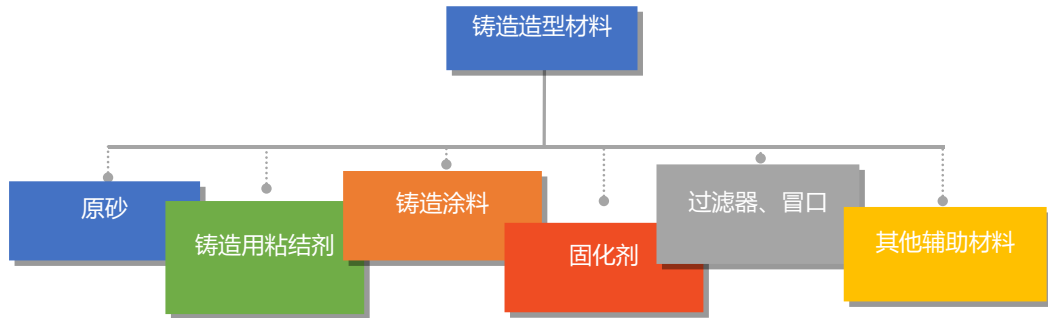 铸造造型材料
原砂
铸造用粘结剂
铸造涂料
固化剂
过滤器、冒口
其他辅助材料